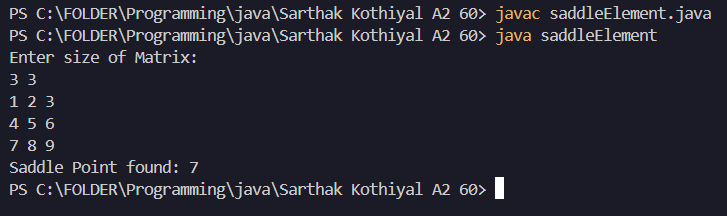 PS C:\FOLDER\Programming\java\Sarthak Kothiyal A2 60> javac saddleElement.java
PS C:\FOLDER\Programming\java\Sarthak Kothiyal A2 60> java saddleElement
Enter size of Matrix:
3 3
1 2 3
4 5 6
7 8 9
Saddle Point found: 7
PS C:\FOLDER\Programming\java\Sarthak Kothiyal A2 60>